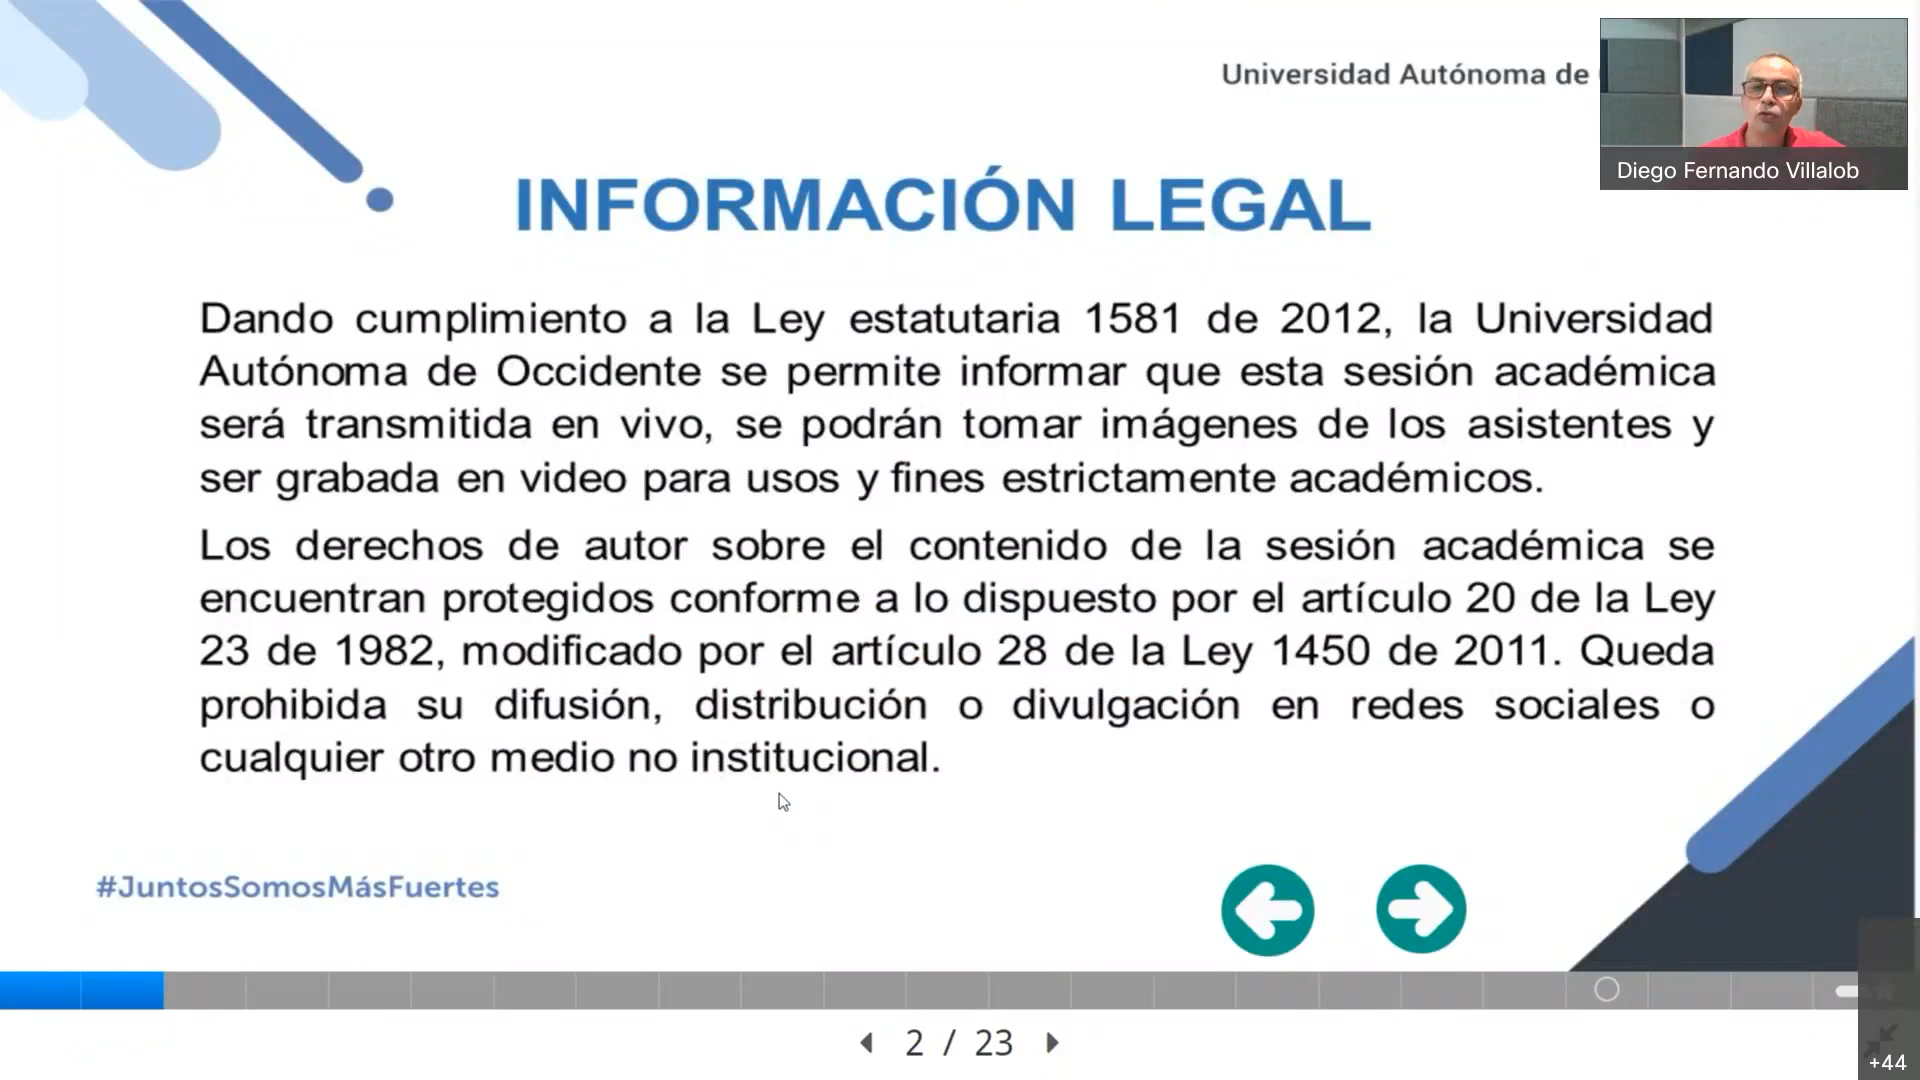 Universidad Autónoma de
Diego Fernando Villalob
INFORMACIÓN LEGAL
Dando cumplimiento a la Ley estatutaria 1581 de 2012, la Universidad
Autónoma de Occidente se permite informar que esta sesión académica
será transmitida en vivo, se podrán tomar imágenes de los asistentes y
ser grabada en video para usos y fines estrictamente académicos.
Los derechos de autor sobre el contenido de la sesión académica se
encuentran protegidos conforme a lo dispuesto por el artículo 20 de la Ley
23 de 1982, modificado por el artículo 28 de la Ley 1450 de 2011. Queda
prohibida su difusión, distribución o divulgación en redes sociales o
cualquier otro medio no institucional.
#JuntosSomosMásFuertes
2 / 23
+44